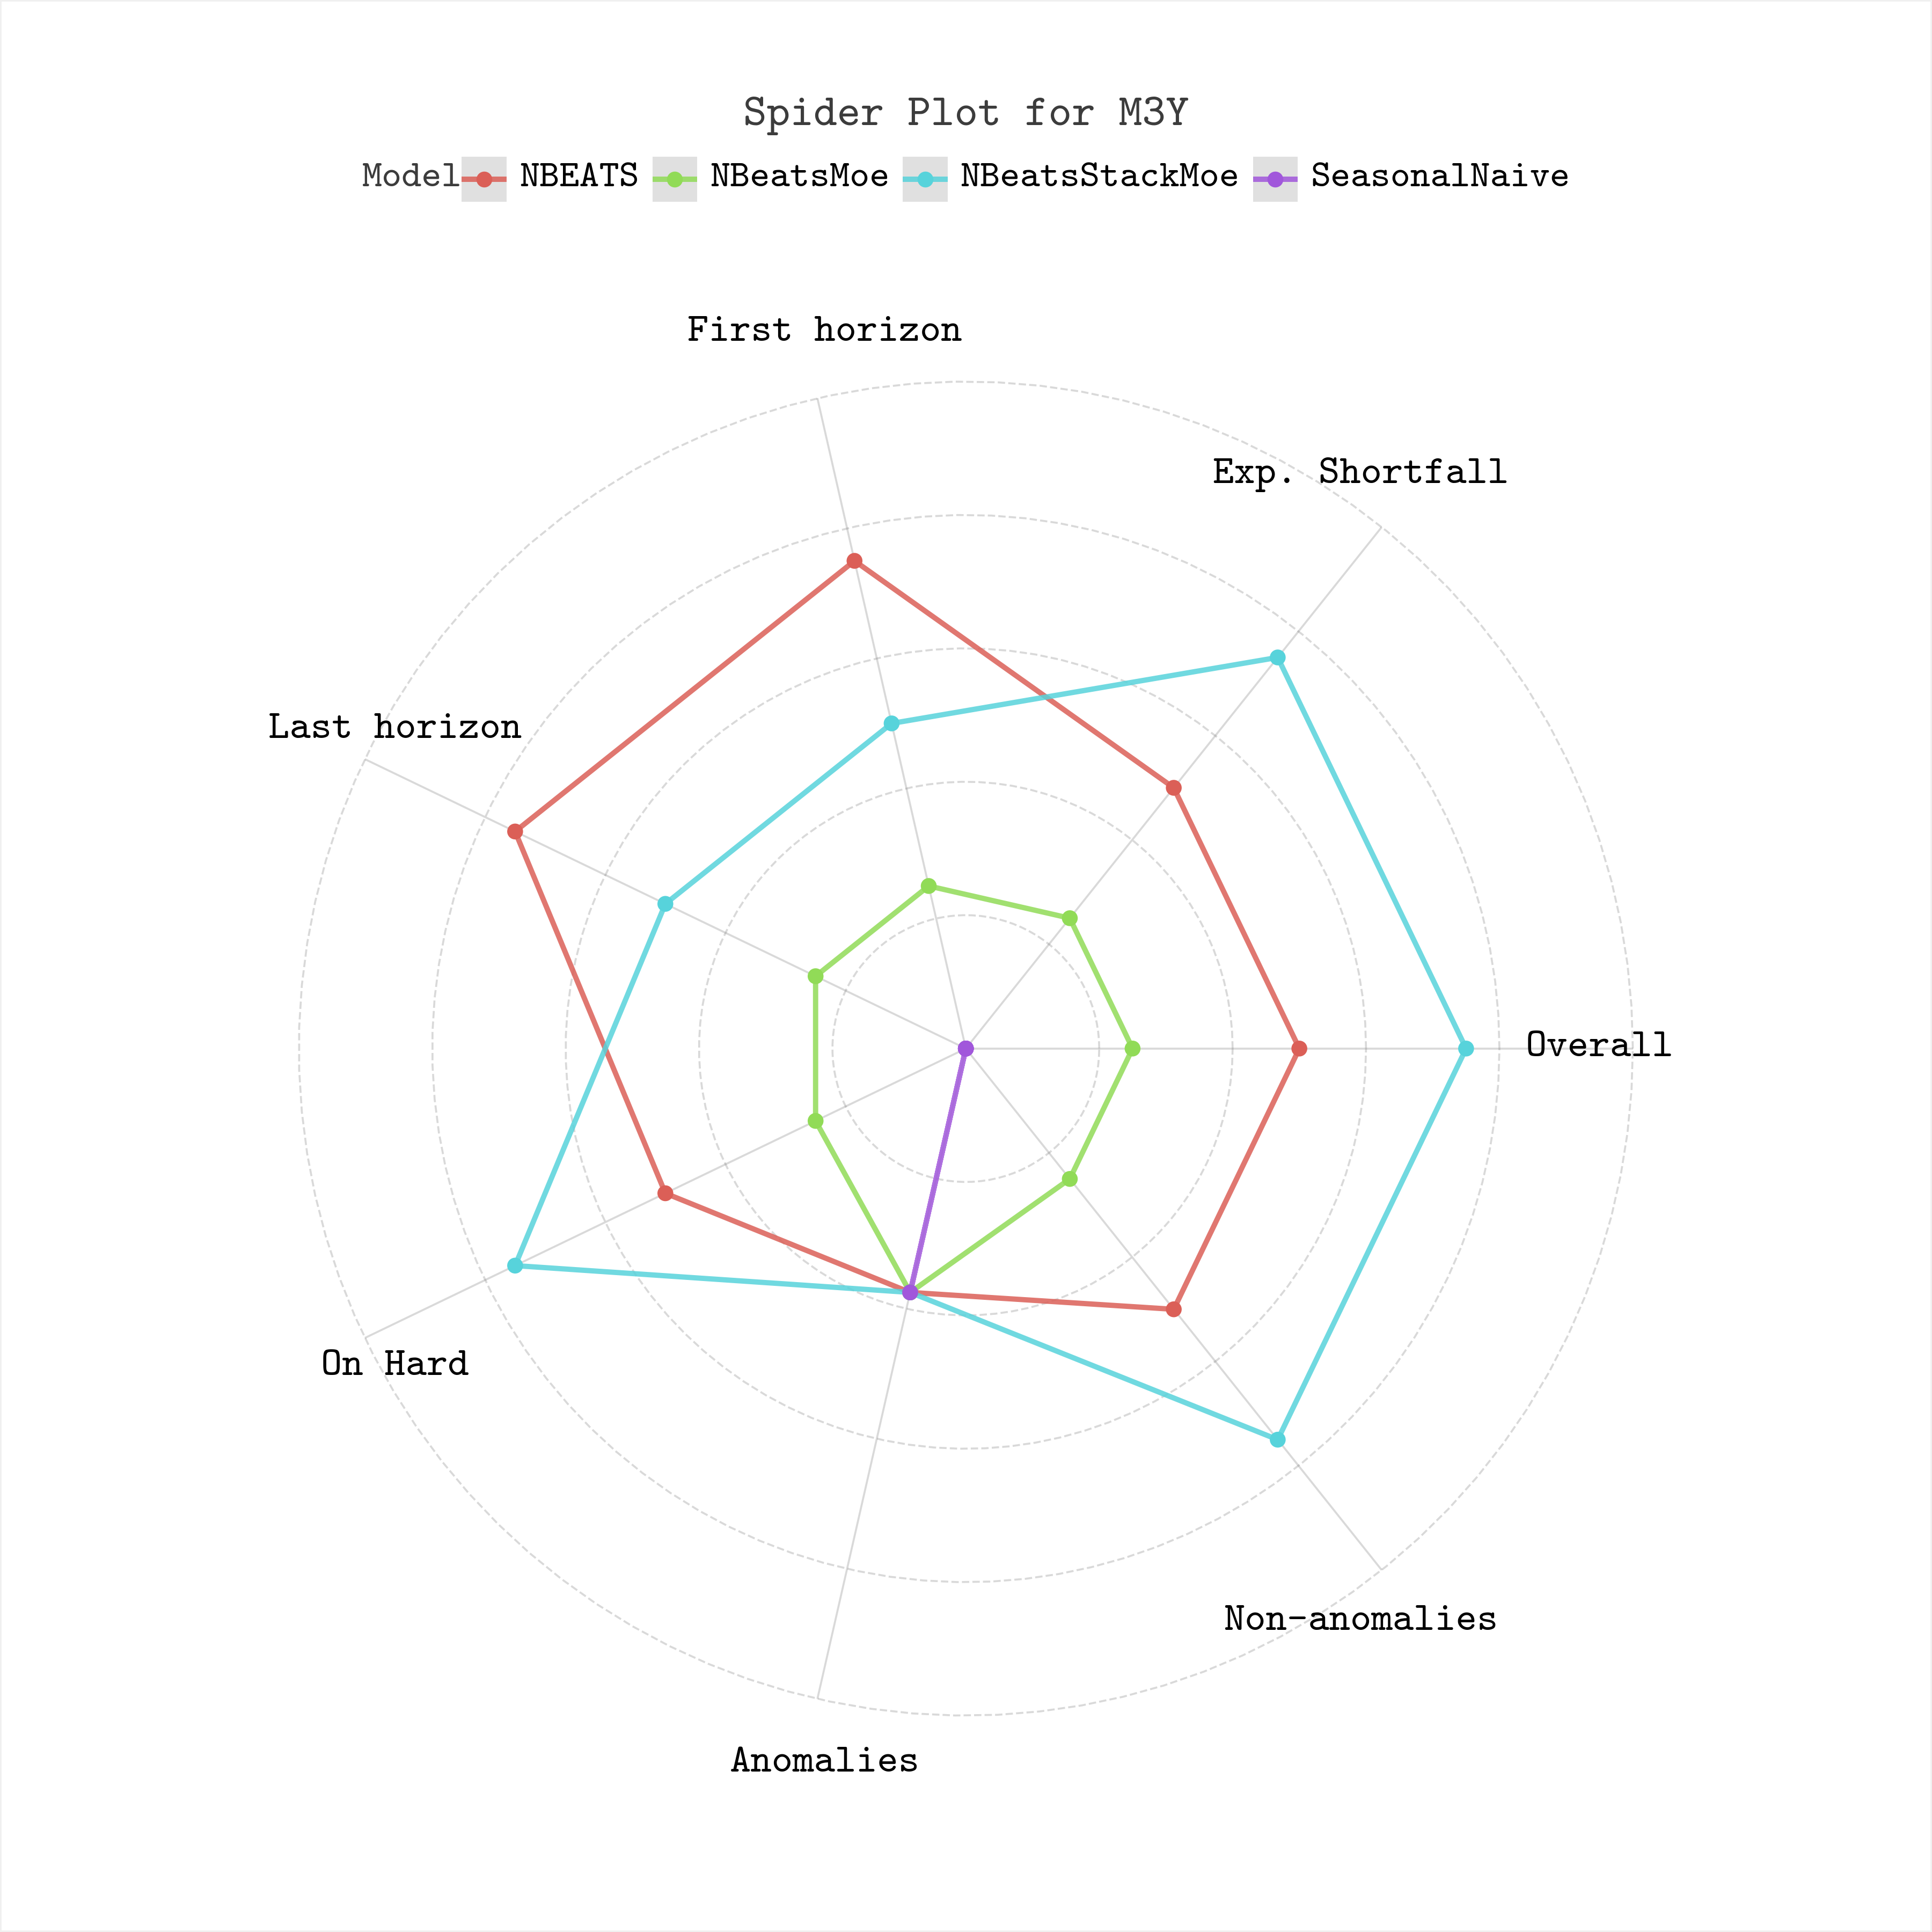 Spider Plot for M3Y
Model NBEATS NBeatsMoe NBeatsStackMoe SeasonalNaive
First horizon
Exp. Shortfall
Last horizon
Overall
On Hard
Non-anomalies
Anomalies